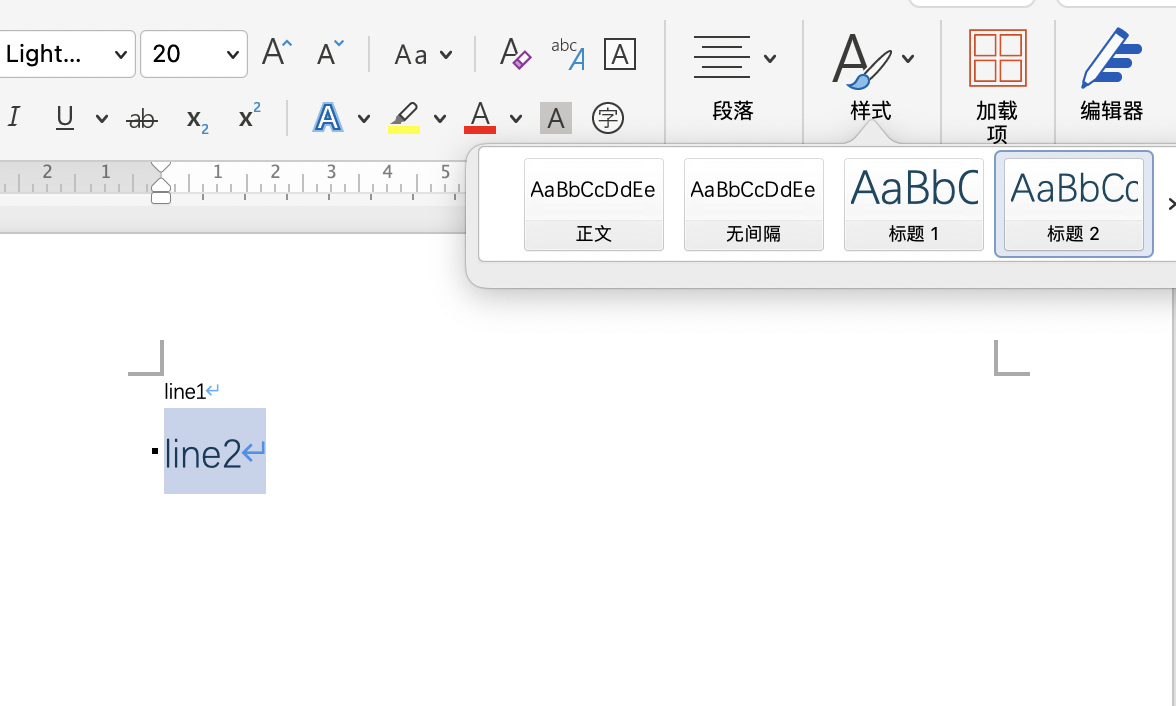 Light... 20 A A Aa A abc A A
I U ab x₂ x² A A A 字
段落
样式
加载项
编辑器
2 1 1 2 3 4 5
AaBbCcDdEe AaBbCcDdEe AaBbC AaBbCc
正文 无间隔 标题 1 标题 2
line1
line2